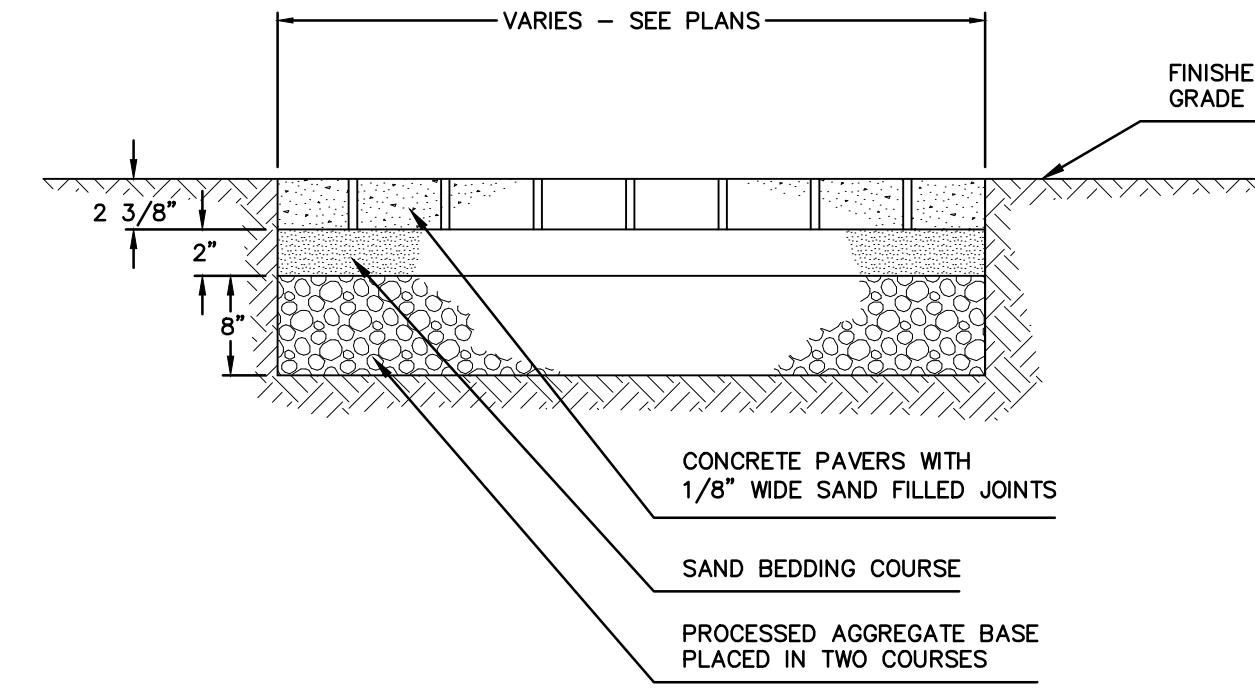 VARIES – SEE PLANS
FINISHE
GRADE
2 3/8"
2"
8"
CONCRETE PAVERS WITH
1/8" WIDE SAND FILLED JOINTS
SAND BEDDING COURSE
PROCESSED AGGREGATE BASE
PLACED IN TWO COURSES